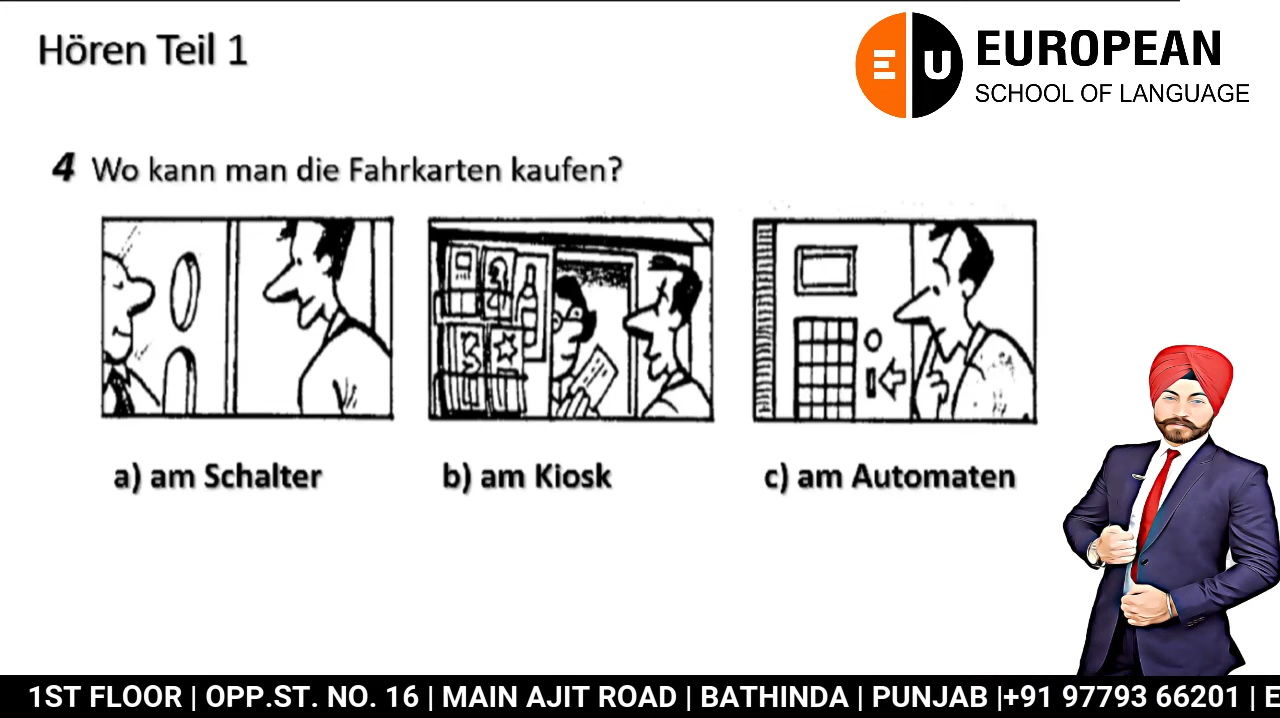 Hören Teil 1
EU EUROPEAN
SCHOOL OF LANGUAGE
4 Wo kann man die Fahrkarten kaufen?
a) am Schalter
b) am Kiosk
c) am Automaten
1ST FLOOR | OPP.ST. NO. 16 | MAIN AJIT ROAD | BATHINDA | PUNJAB |+91 97793 66201 | E